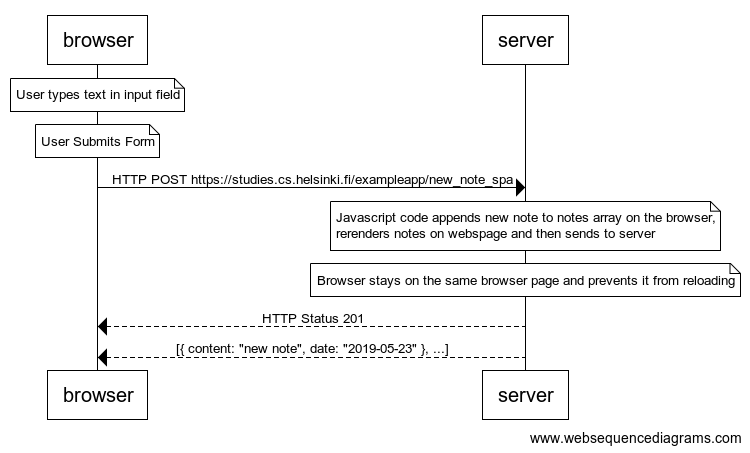 browser
server
User types text in input field
User Submits Form
HTTP POST https://studies.cs.helsinki.fi/exampleapp/new_note_spa
Javascript code appends new note to notes array on the browser,
rerenders notes on webspage and then sends to server
Browser stays on the same browser page and prevents it from reloading
HTTP Status 201
[{ content: "new note", date: "2019-05-23" }, ...]
browser
server
www.websequencediagrams.com